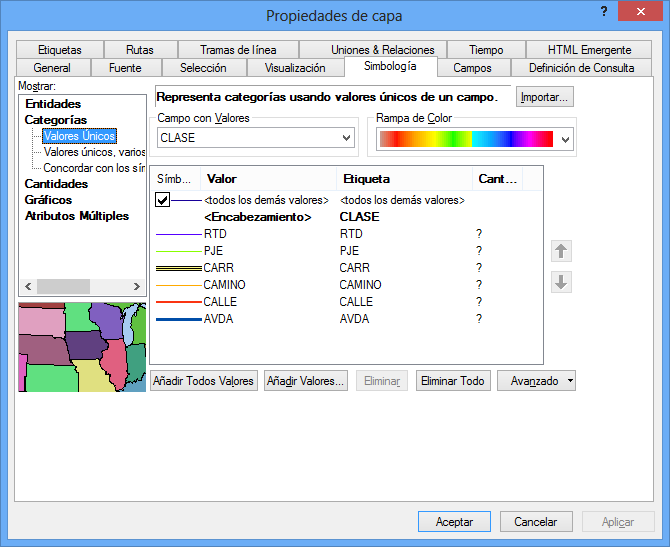 Propiedades de capa
?
Etiquetas Rutas Tramas de línea Uniones & Relaciones Tiempo HTML Emergente
General Fuente Selección Visualización Simbología Campos Definición de Consulta
Mostrar:
Entidades
Categorías
Valores Únicos
Valores únicos, varios
Concordar con los sím
Cantidades
Gráficos
Atributos Múltiples
Representa categorías usando valores únicos de un campo.
Importar...
Campo con Valores
CLASE
Rampa de Color
Símb... Valor Etiqueta Cant...
<todos los demás valores> <todos los demás valores>
<Encabezamiento> CLASE
RTD RTD ?
PJE PJE ?
CARR CARR ?
CAMINO CAMINO ?
CALLE CALLE ?
AVDA AVDA ?
Añadir Todos Valores Añadir Valores... Eliminar Eliminar Todo Avanzado
Aceptar Cancelar Aplicar